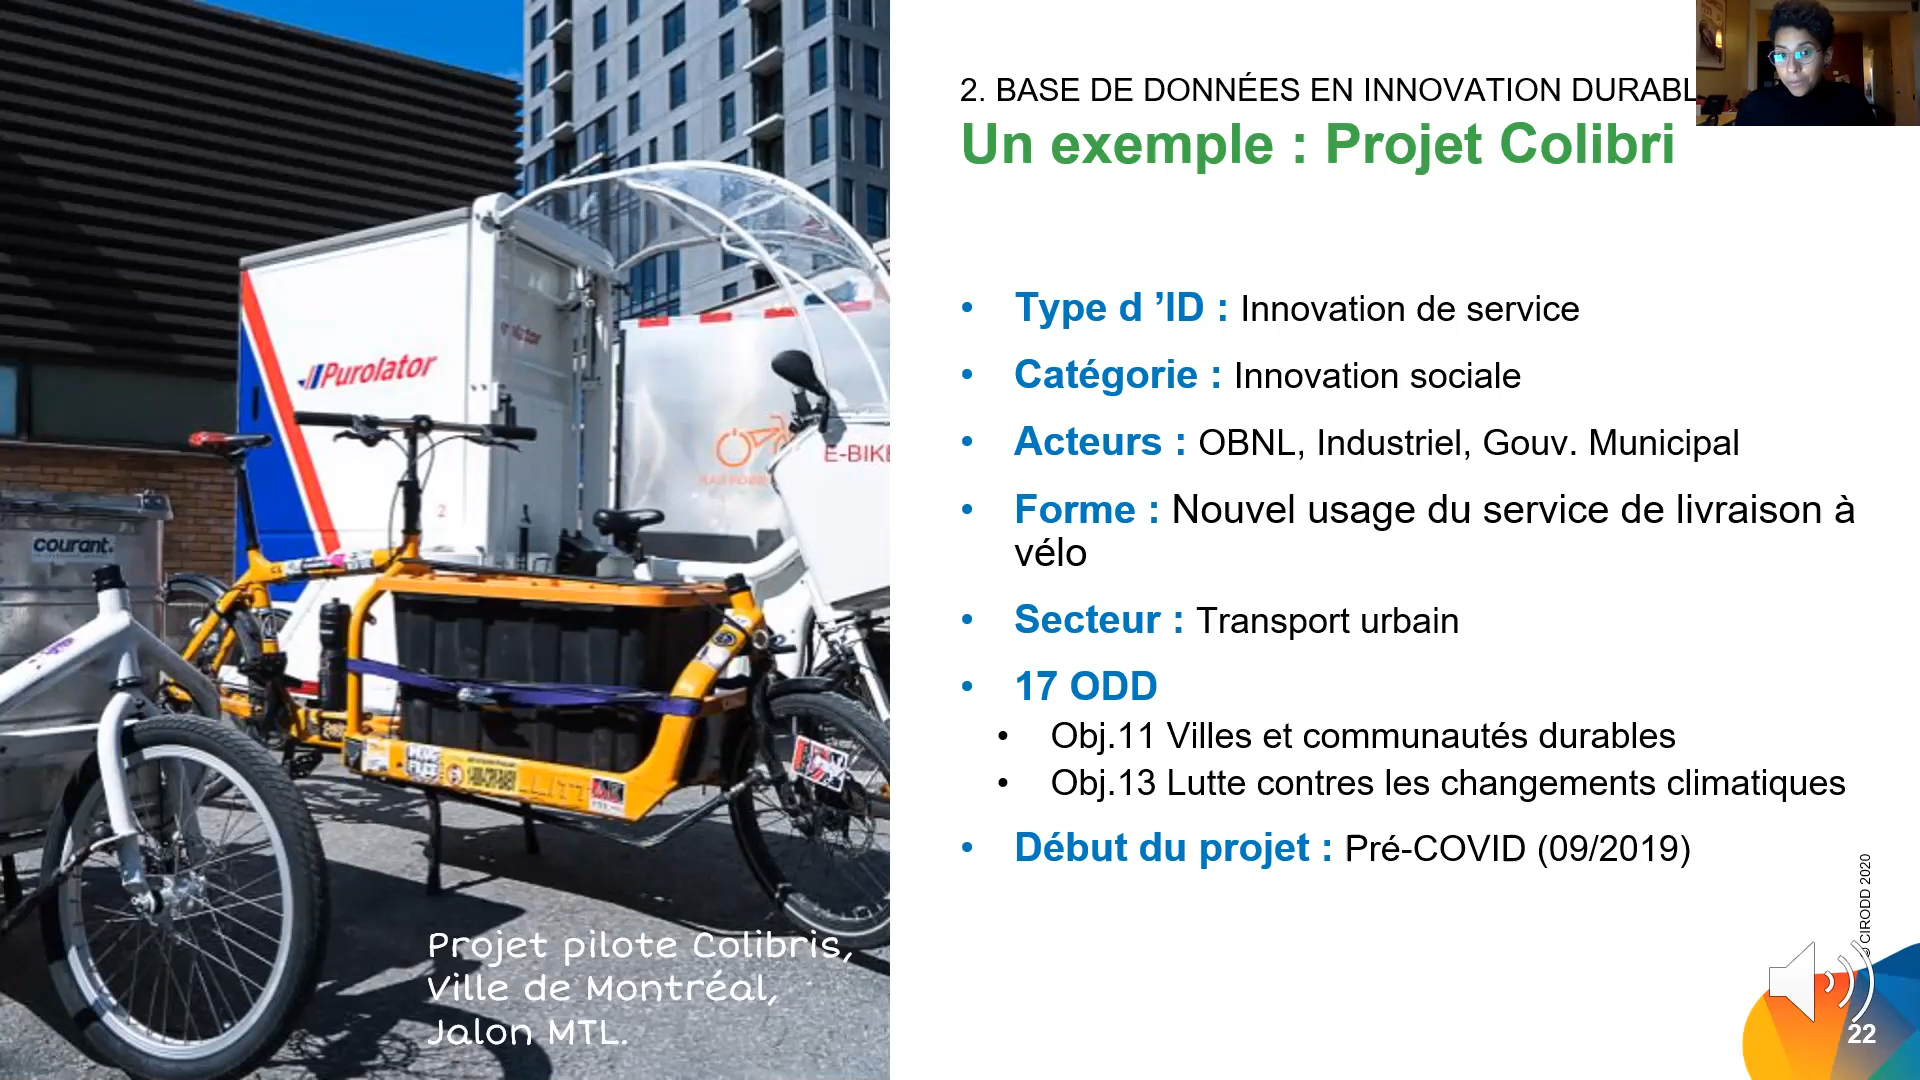 2. BASE DE DONNÉES EN INNOVATION DURABL
Un exemple : Projet Colibri
• Type d ’ID : Innovation de service
• Catégorie : Innovation sociale
• Acteurs : OBNL, Industriel, Gouv. Municipal
• Forme : Nouvel usage du service de livraison à
vélo
• Secteur : Transport urbain
• 17 ODD
• Obj.11 Villes et communautés durables
• Obj.13 Lutte contres les changements climatiques
• Début du projet : Pré-COVID (09/2019)
Purolator
2
E-BIKE
courant.
Projet pilote Colibris,
Ville de Montréal,
Jalon MTL.
CIRODD 2020
22